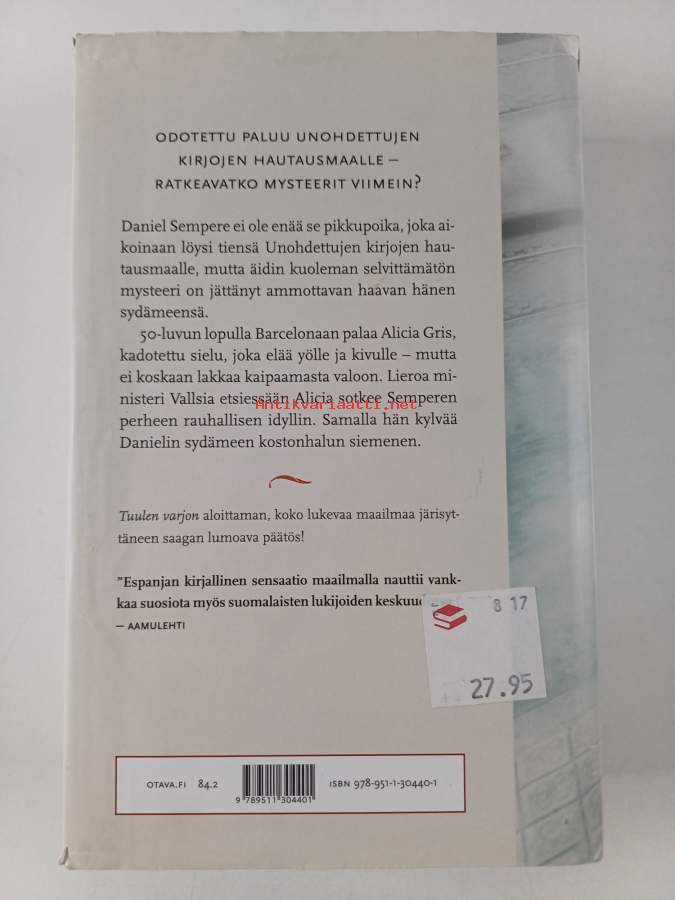 ODOTETTU PALUU UNOHDETTUJEN
KIRJOJEN HAUTAUSMAALLE –
RATKEAVATKO MYSTEERIT VIIMEIN?
Daniel Sempere ei ole enää se pikkupoika, joka ai-
koinaan löysi tiensä Unohdettujen kirjojen hau-
tausmaalle, mutta äidin kuoleman selvittämätön
mysteeri on jättänyt ammottavan haavan hänen
sydämeensä.
50-luvun lopulla Barcelonaan palaa Alicia Gris,
kadotettu sielu, joka elää yölle ja kivulle – mutta
ei koskaan lakkaa kaipaamasta valoon. Lieroa mi-
nisteri Vallsia etsiessään Alicia sotkee Semperen
Antikvariaatti.net
perheen rauhallisen idyllin. Samalla hän kylvää
Danielin sydämeen kostonhalun siemenen.
Tuulen varjon aloittaman, koko lukevaa maailmaa järisyt-
täneen saagan lumoava päätös!
"Espanjan kirjallinen sensaatio maailmalla nauttii vank-
kaa suosiota myös suomalaisten lukijoiden
– AAMULEHTI
8 17
27.95
OTAVA.FI 84.2
9 789511 304401
ISBN 978-951-1-30440-1